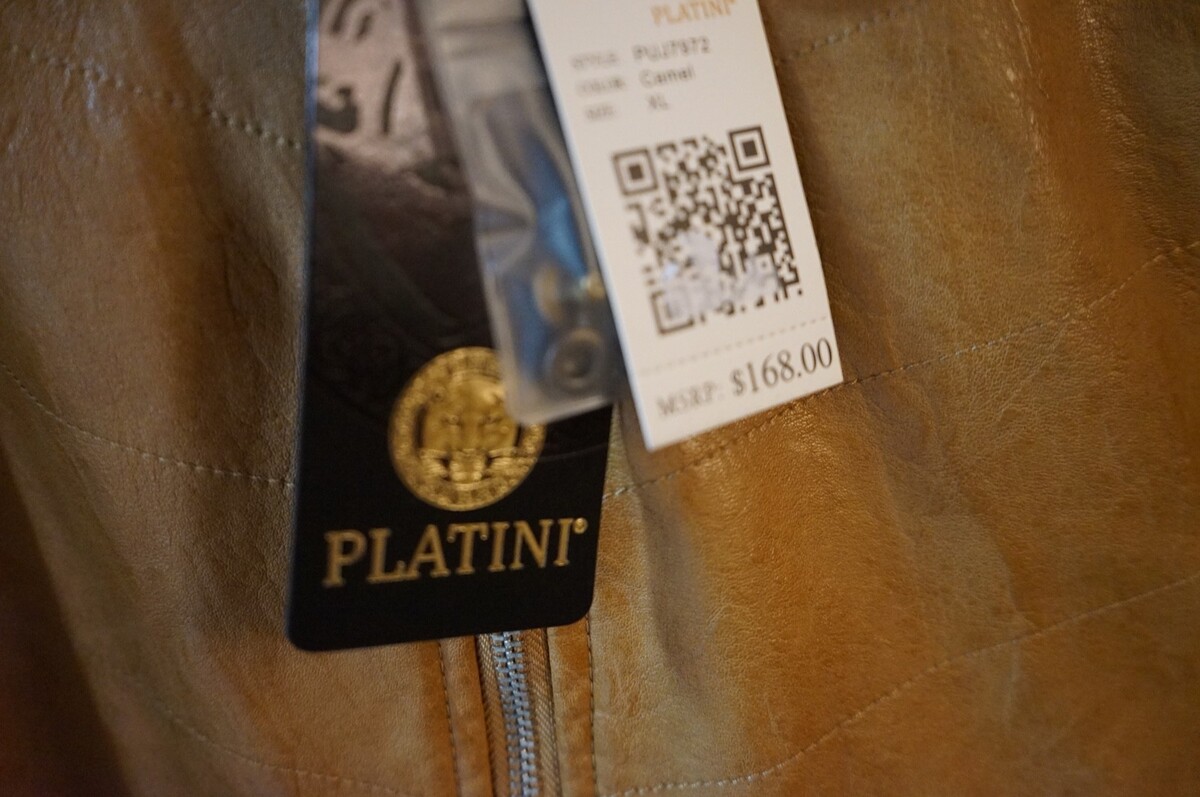 PLATINI
STYLE: PUJ7972
COLOR: Camel
SIZE: XL
MSRP: $168.00
PLATINI®